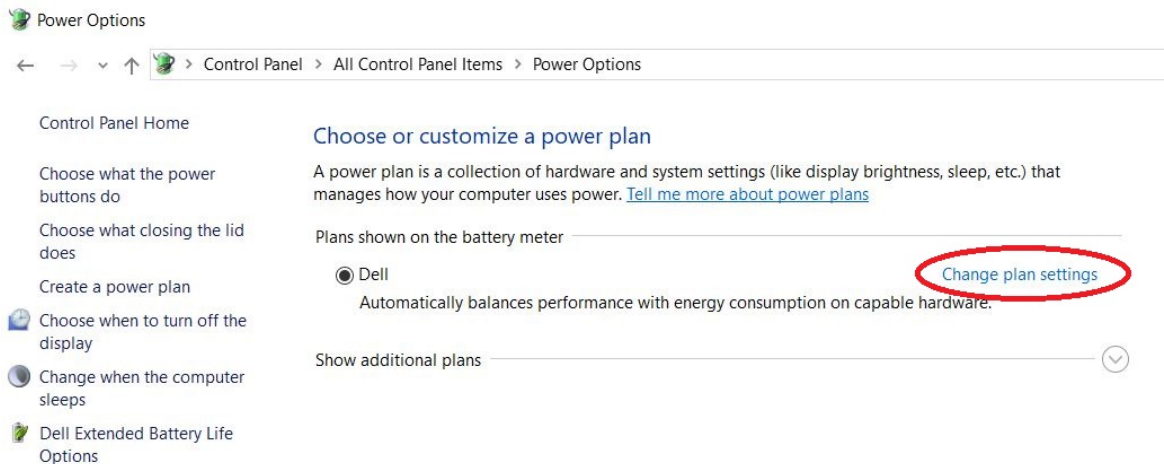 Power Options
Control Panel > All Control Panel Items > Power Options
Control Panel Home
Choose what the power
buttons do
Choose what closing the lid
does
Create a power plan
Choose when to turn off the
display
Change when the computer
sleeps
Dell Extended Battery Life
Options
Choose or customize a power plan
A power plan is a collection of hardware and system settings (like display brightness, sleep, etc.) that
manages how your computer uses power. Tell me more about power plans
Plans shown on the battery meter
Dell
Change plan settings
Automatically balances performance with energy consumption on capable hardware.
Show additional plans